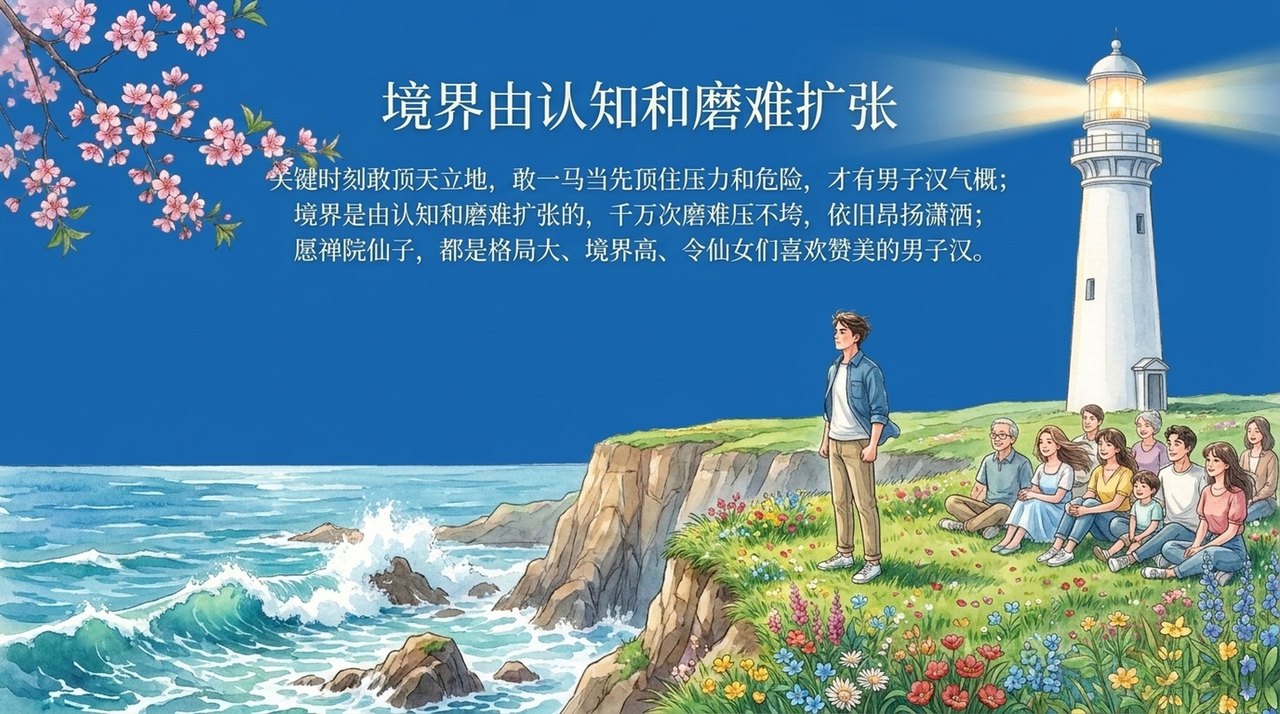 境界由认知和磨难扩张
关键时刻敢顶天立地，敢一马当先顶住压力和危险，才有男子汉气概；
境界是由认知和磨难扩张的，千万次磨难压不垮，依旧昂扬潇洒；
愿禅院仙子，都是格局大、境界高、令仙女们喜欢赞美的男子汉。